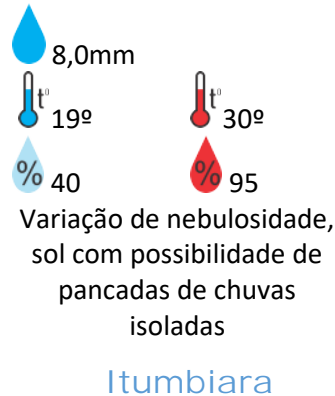 8,0mm
t° 19º t° 30º
% 40 % 95
Variação de nebulosidade,
sol com possibilidade de
pancadas de chuvas
isoladas
Itumbiara